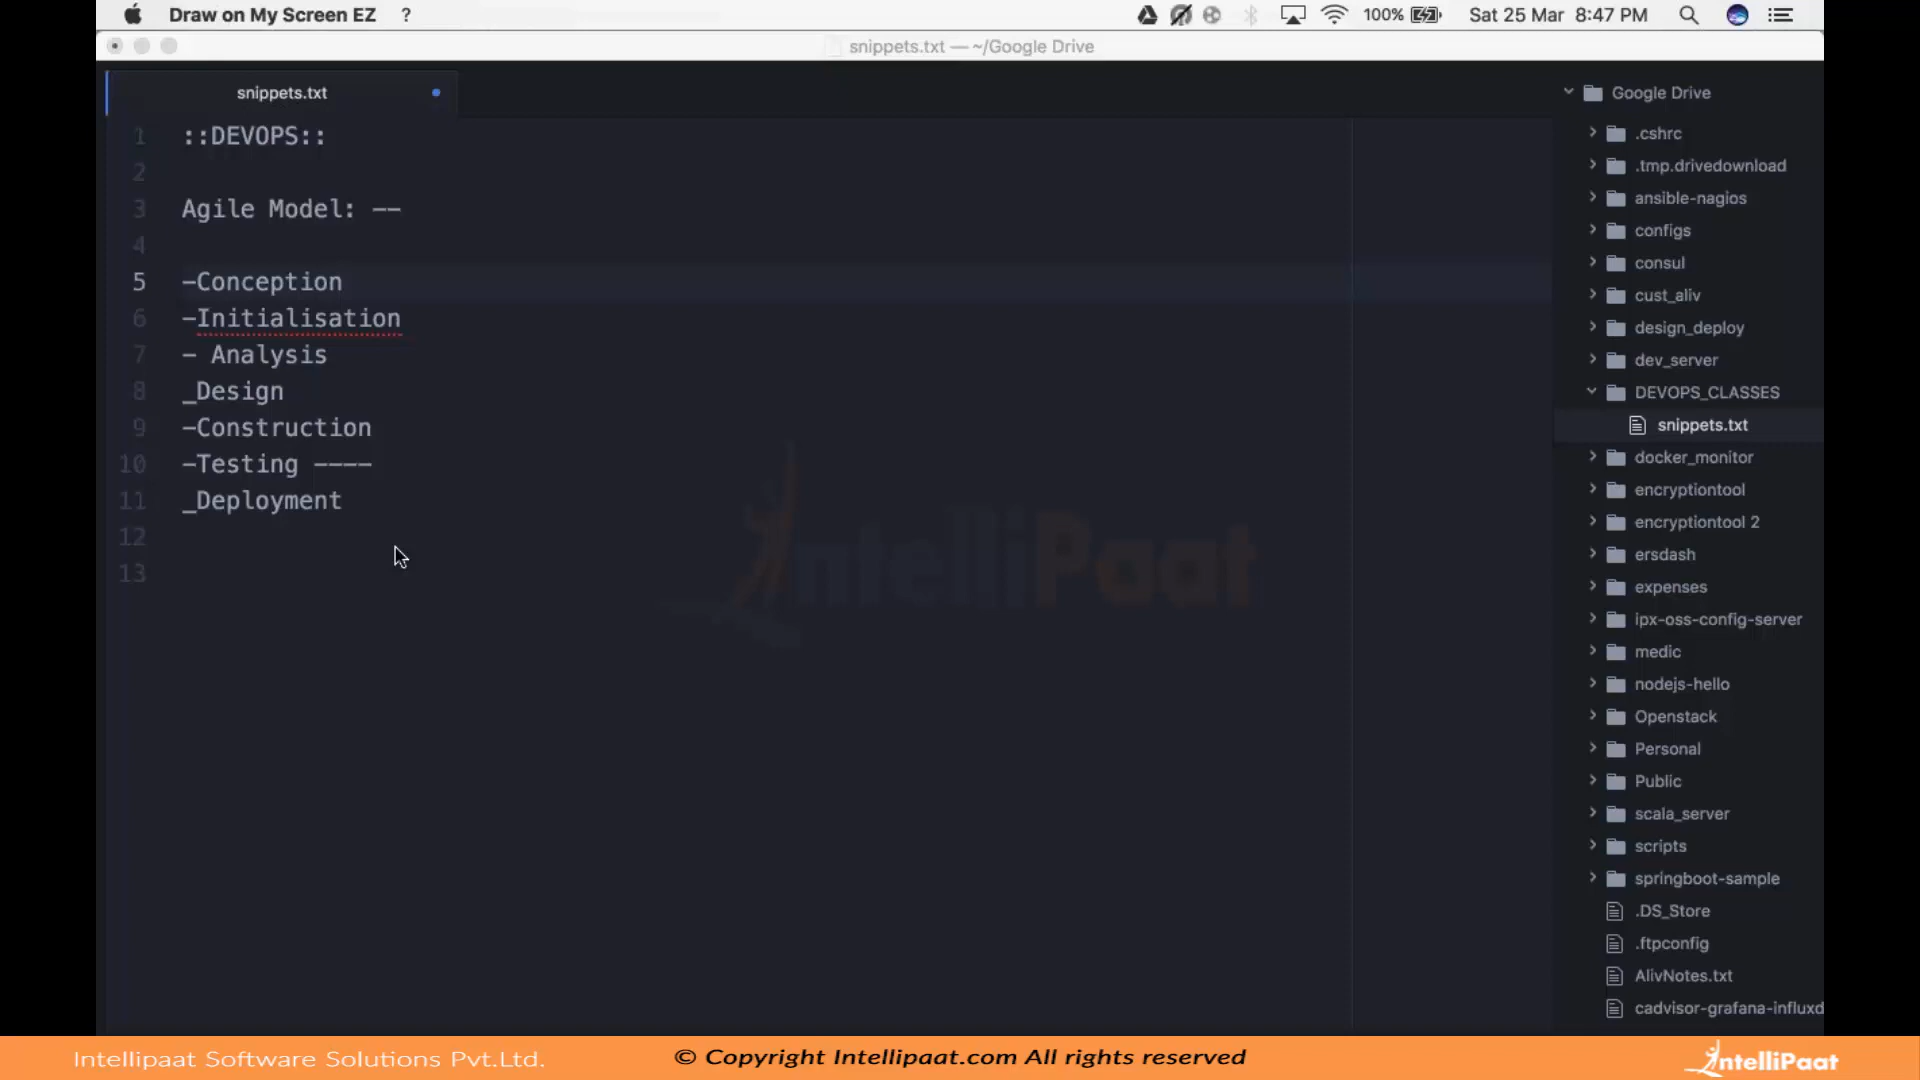 Draw on My Screen EZ ?
100% Sat 25 Mar 8:47 PM
snippets.txt — ~/Google Drive
snippets.txt
1 ::DEVOPS::
2
3 Agile Model: --
4
5 -Conception
6 -Initialisation
7 - Analysis
8 _Design
9 -Construction
10 -Testing ----
11 _Deployment
12
13
Google Drive
.cshrc
.tmp.drivedownload
ansible-nagios
configs
consul
cust_aliv
design_deploy
dev_server
DEVOPS_CLASSES
snippets.txt
docker_monitor
encryptiontool
encryptiontool 2
ersdash
expenses
ipx-oss-config-server
medic
nodejs-hello
Openstack
Personal
Public
scala_server
scripts
springboot-sample
.DS_Store
.ftpconfig
AlivNotes.txt
cadvisor-grafana-influxd
IntelliPaat
Intellipaat Software Solutions Pvt.Ltd.
© Copyright Intellipaat.com All rights reserved
IntelliPaat